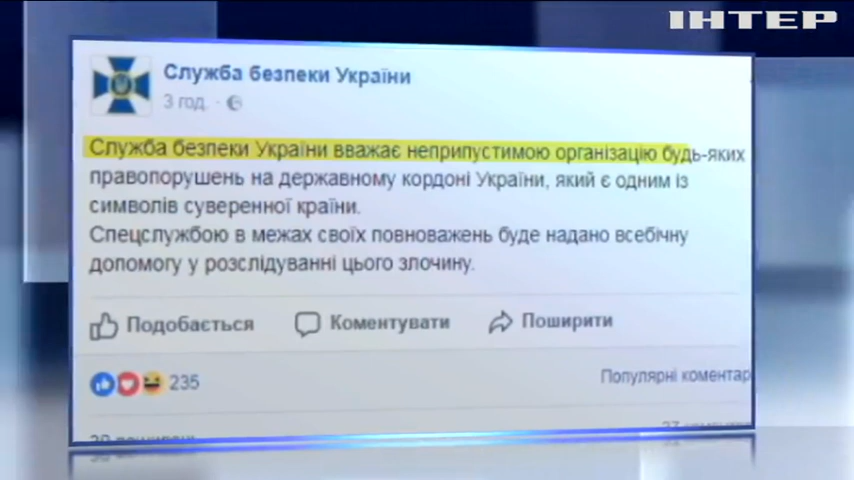 ІНТЕР
Служба безпеки України
3 год. ·
Служба безпеки України вважає неприпустимою організацію будь-яких
правопорушень на державному кордоні України, який є одним із
символів суверенної країни.
Спецслужбою в межах своїх повноважень буде надано всебічну
допомогу у розслідуванні цього злочину.
Подобається Коментувати Поширити
235 Популярні коментар